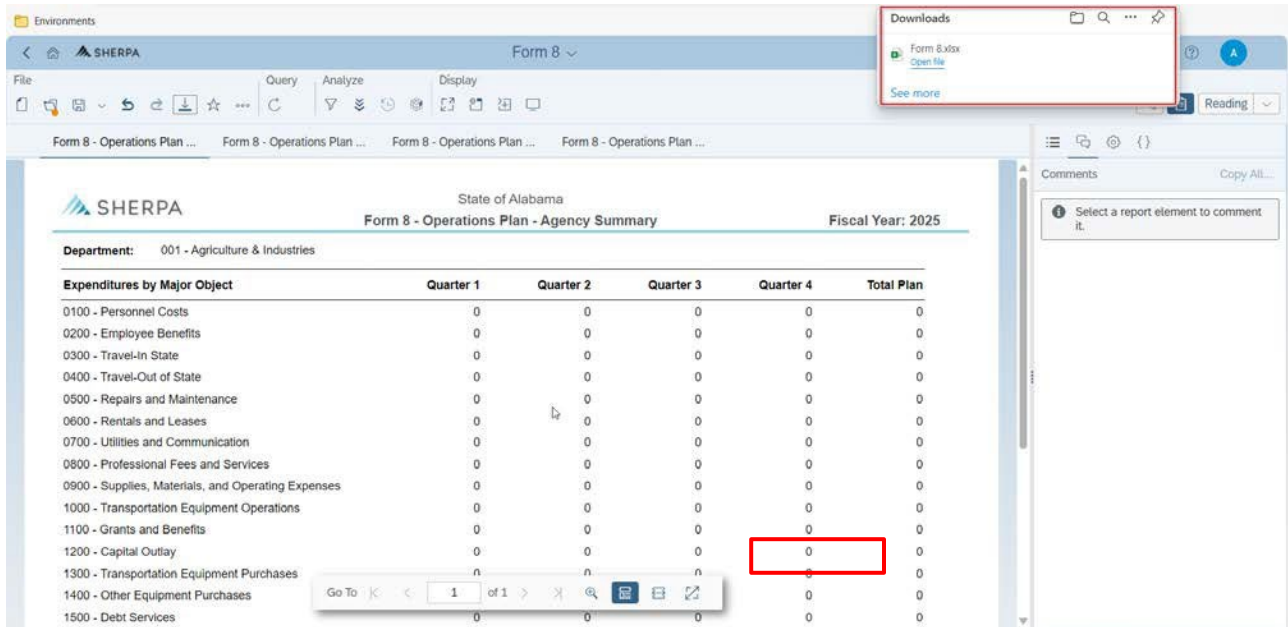 Environments
Downloads
Form 8.xlsx
Open file
See more
SHERPA
Form 8
A
File
Query
Analyze
Display
Reading
Form 8 - Operations Plan ...
Form 8 - Operations Plan ...
Form 8 - Operations Plan ...
Form 8 - Operations Plan ...
Comments
Copy All...
Select a report element to comment
it.
SHERPA
State of Alabama
Form 8 - Operations Plan - Agency Summary
Fiscal Year: 2025
Department: 001 - Agriculture & Industries
Expenditures by Major Object Quarter 1 Quarter 2 Quarter 3 Quarter 4 Total Plan
0100 - Personnel Costs 0 0 0 0 0
0200 - Employee Benefits 0 0 0 0 0
0300 - Travel-In State 0 0 0 0 0
0400 - Travel-Out of State 0 0 0 0 0
0500 - Repairs and Maintenance 0 0 0 0 0
0600 - Rentals and Leases 0 0 0 0 0
0700 - Utilities and Communication 0 0 0 0 0
0800 - Professional Fees and Services 0 0 0 0 0
0900 - Supplies, Materials, and Operating Expenses 0 0 0 0 0
1000 - Transportation Equipment Operations 0 0 0 0 0
1100 - Grants and Benefits 0 0 0 0 0
1200 - Capital Outlay 0 0 0 0 0
1300 - Transportation Equipment Purchases 0 0 0 0 0
1400 - Other Equipment Purchases 0 0
1500 - Debt Services 0 0 0 0 0
Go To 1 of 1